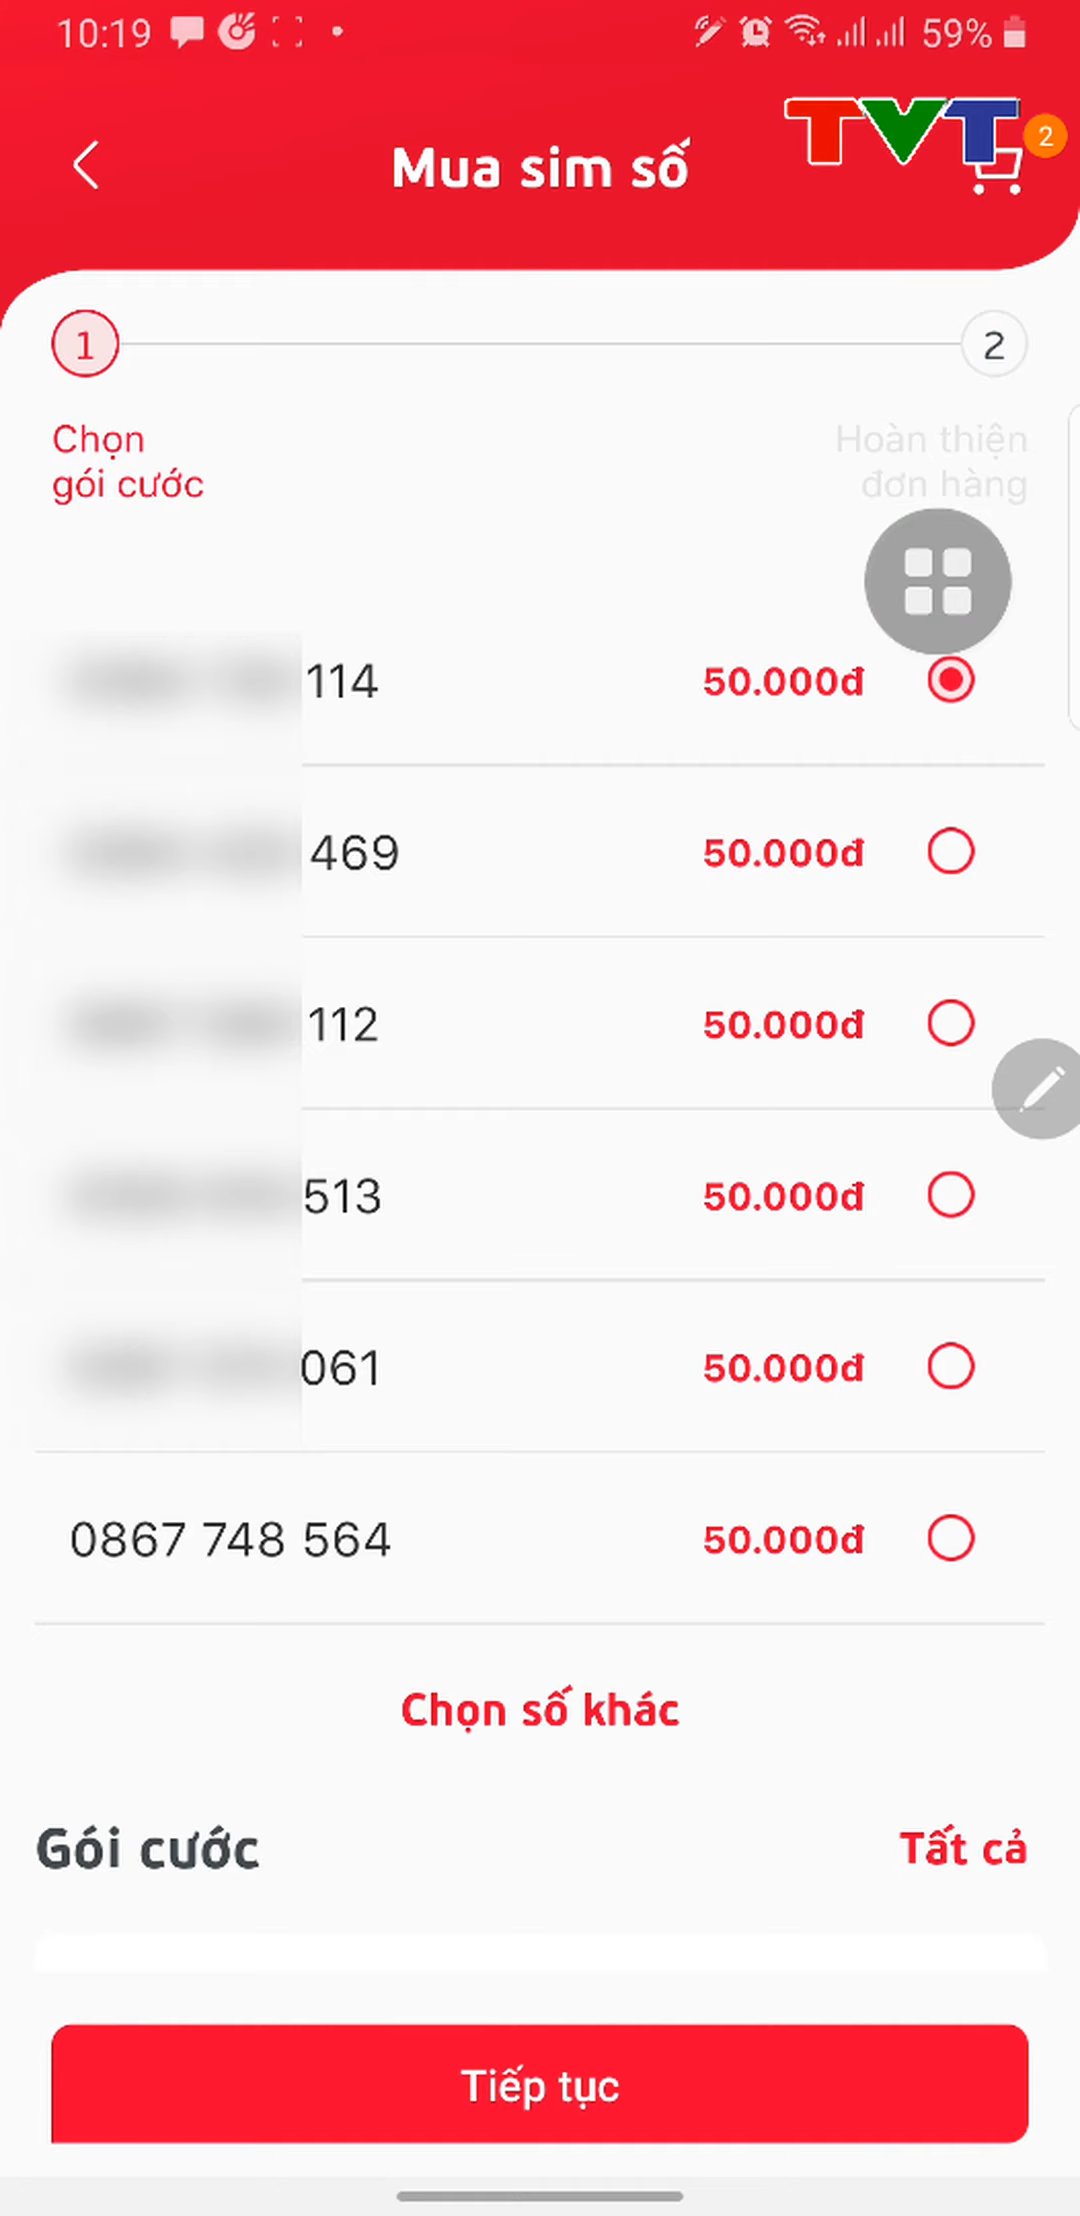 10:19 59%
TVT
Mua sim số 2
1 2
Chọn
gói cước
Hoàn thiện
đơn hàng
114 50.000đ
469 50.000đ
112 50.000đ
513 50.000đ
061 50.000đ
0867 748 564 50.000đ
Chọn số khác
Gói cước Tất cả
Tiếp tục